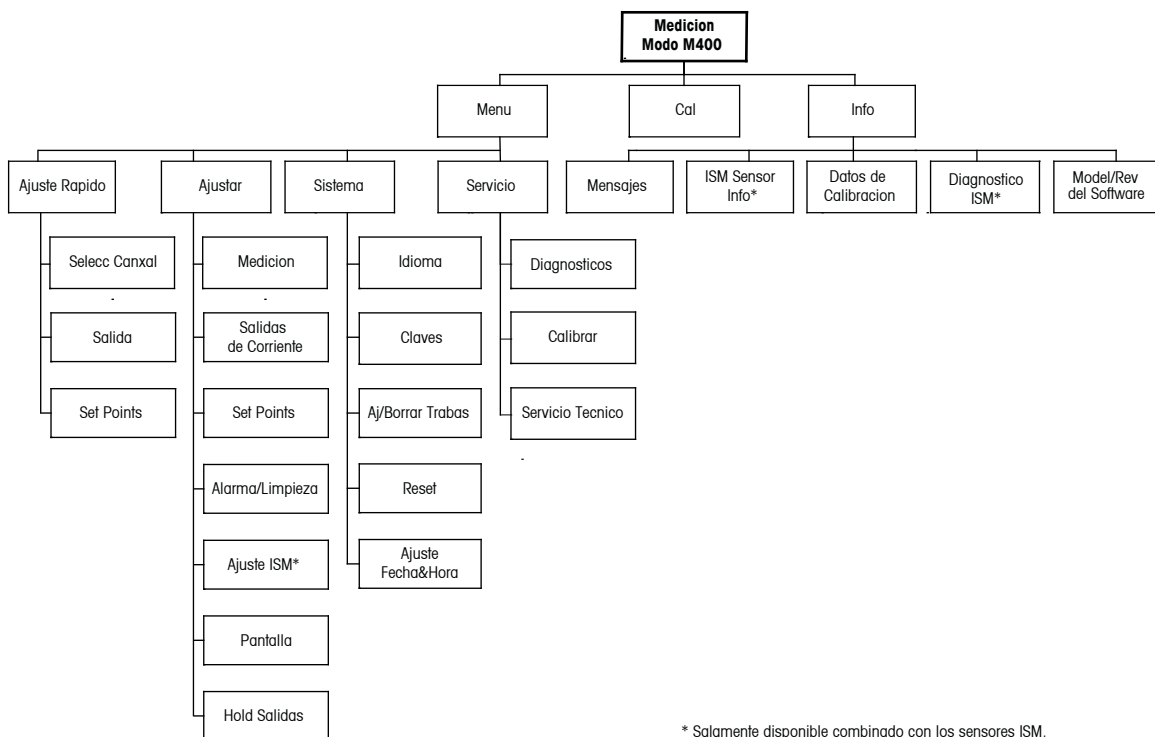 Medicion
Modo M400
Menu
Cal
Info
Ajuste Rapido
Ajustar
Sistema
Servicio
Mensajes
ISM Sensor
Info*
Datos de
Calibracion
Diagnostico
ISM*
Model/Rev
del Software
Selecc Canxal
Medicion
Idioma
Diagnosticos
Salida
Salidas
de Corriente
Claves
Calibrar
Set Points
Set Points
Aj/Borrar Trabas
Servicio Tecnico
Alarma/Limpieza
Reset
Ajuste ISM*
Ajuste
Fecha&Hora
Pantalla
Hold Salidas
* Salamente disponible combinado con los sensores ISM.